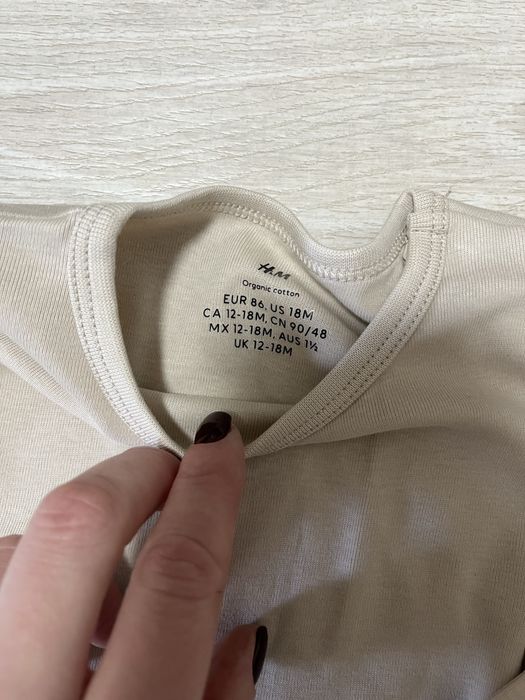 H&M
Organic cotton
EUR 86, US 18M
CA 12-18M, CN 90/48
MX 12-18M, AUS 1½
UK 12-18M